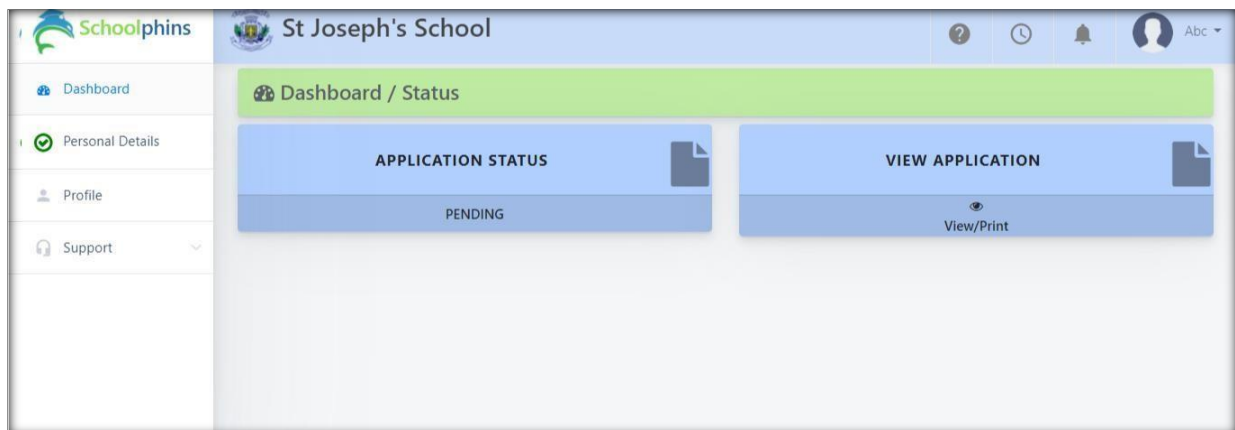 Schoolphins
St Joseph's School
Abc
Dashboard
Personal Details
Profile
Support
Dashboard / Status
APPLICATION STATUS
PENDING
VIEW APPLICATION
View/Print